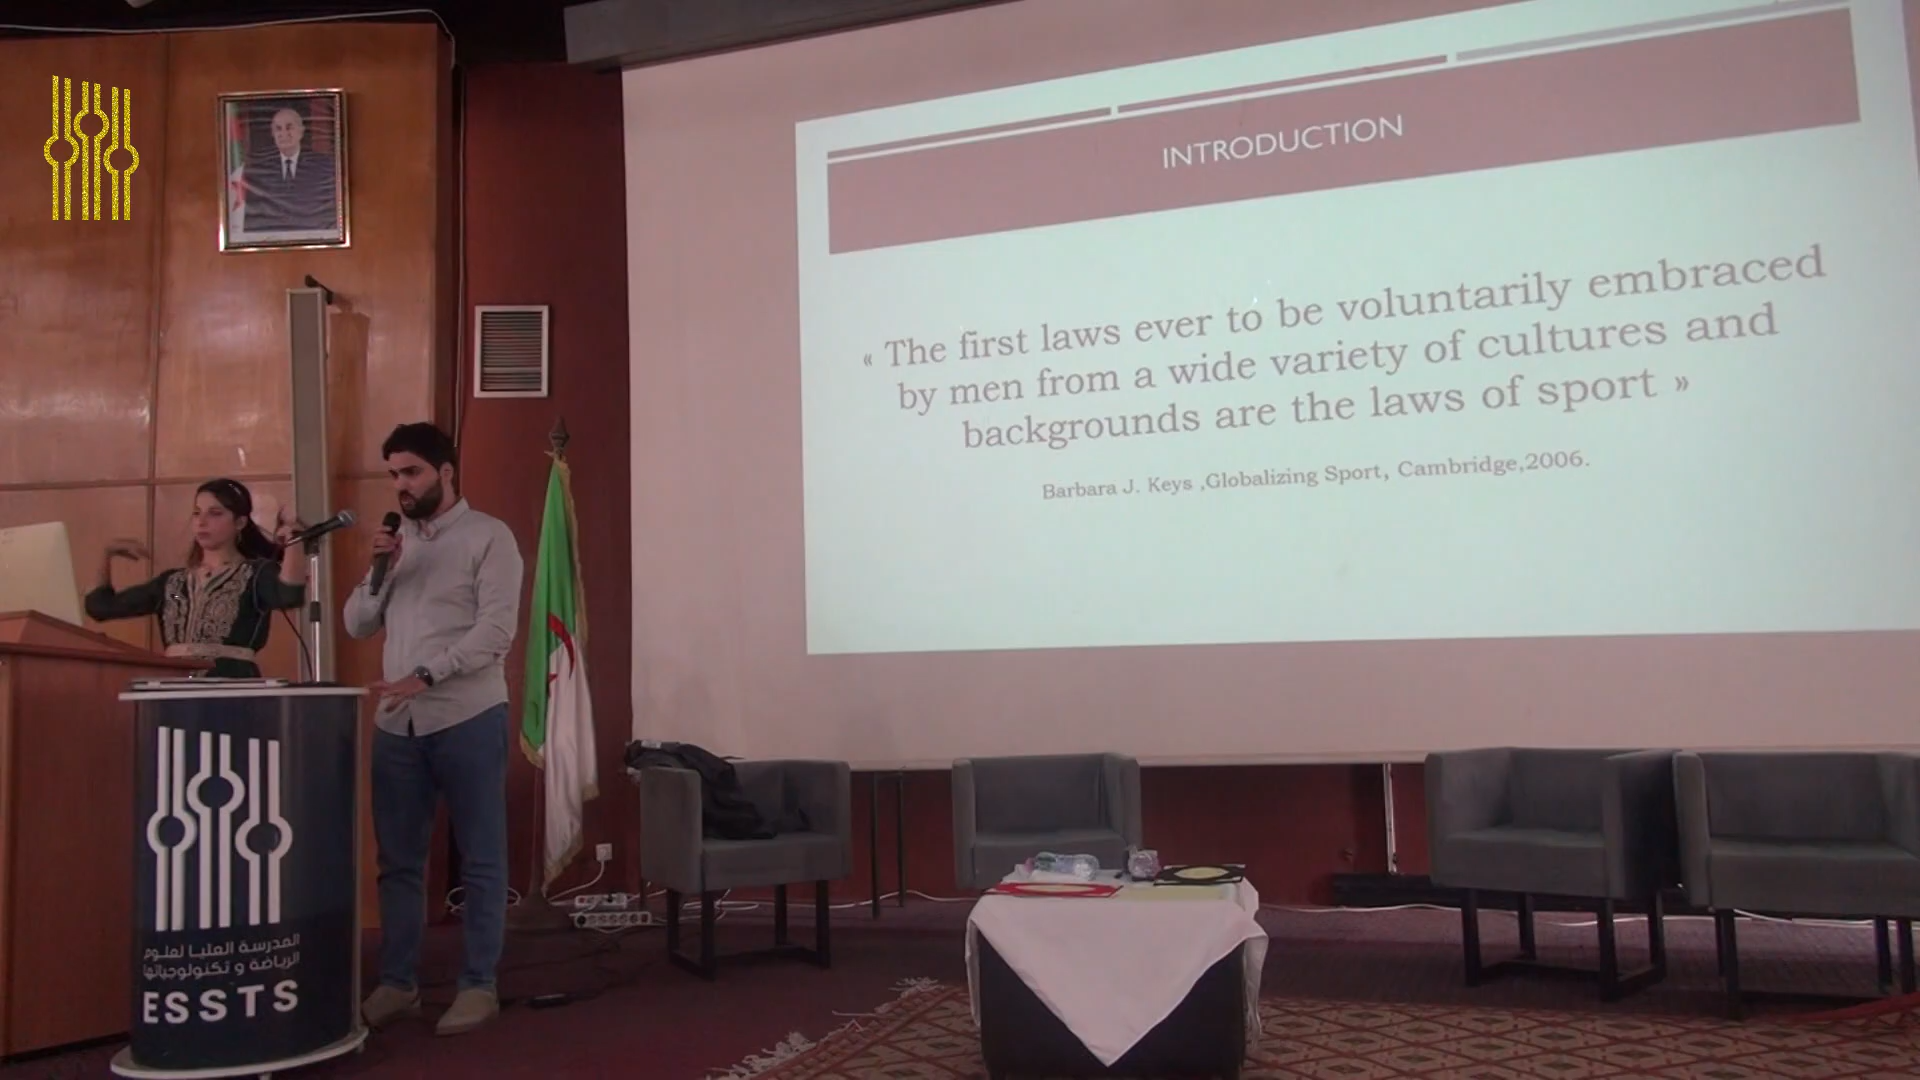 INTRODUCTION
« The first laws ever to be voluntarily embraced
by men from a wide variety of cultures and
backgrounds are the laws of sport »
Barbara J. Keys ,Globalizing Sport, Cambridge,2006.
المدرسة العليا لعلوم
الرياضة و تكنولوجياتها
ESSTS